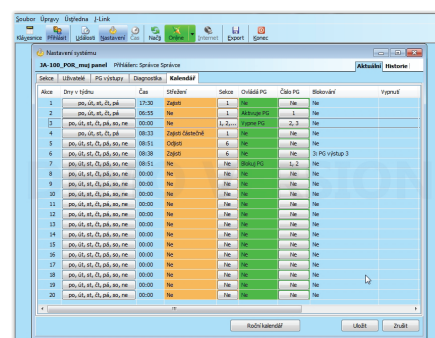 Soubor Úpravy Ústředna J-Link
Klávesnice Přihlásit Události Nastavení Čas Načti Online Internet Export Konec
Nastavení systému
JA-100_POR_muj panel Přihlášen: Správce Správce Aktuální Historie
Sekce Uživatelé PG výstupy Diagnostika Kalendář
Akce Dny v týdnu Čas Střežení Sekce Ovládá PG Číslo PG Blokování Vypnutí
1 po, út, st, čt, pá 17:30 Zajisti 1 Ne Ne Ne
2 po, út, st, čt, pá 06:55 Ne Ne Aktivuje PG 1 Ne
3 po, út, st, čt, pá, so, ne 00:00 Ne 1, 2,... Vypne PG 2, 3 Ne
4 po, út, st, čt, pá, so, ne 08:33 Zajisti částečně 1 Ne Ne Ne
5 po, út, st, čt, pá, so, ne 08:51 Odjisti 6 Ne Ne Ne
6 po, út, st, čt, pá, so, ne 08:38 Zajisti 6 Ne Ne 3: PG výstup 3
7 po, út, st, čt, pá, so, ne 08:51 Ne Ne Blokuj PG 1, 2 Ne
8 po, út, st, čt, pá, so, ne 00:00 Ne Ne Ne Ne Ne
9 po, út, st, čt, pá, so, ne 00:00 Ne Ne Ne Ne Ne
10 po, út, st, čt, pá, so, ne 00:00 Ne Ne Ne Ne Ne
11 po, út, st, čt, pá, so, ne 00:00 Ne Ne Ne Ne Ne
12 po, út, st, čt, pá, so, ne 00:00 Ne Ne Ne Ne Ne
13 po, út, st, čt, pá, so, ne 00:00 Ne Ne Ne Ne Ne
14 po, út, st, čt, pá, so, ne 00:00 Ne Ne Ne Ne Ne
15 po, út, st, čt, pá, so, ne 00:00 Ne Ne Ne Ne Ne
16 po, út, st, čt, pá, so, ne 00:00 Ne Ne Ne Ne Ne
17 po, út, st, čt, pá, so, ne 00:00 Ne Ne Ne Ne Ne
18 po, út, st, čt, pá, so, ne 00:00 Ne Ne Ne Ne Ne
19 po, út, st, čt, pá, so, ne 00:00 Ne Ne Ne Ne Ne
20 po, út, st, čt, pá, so, ne 00:00 Ne Ne Ne Ne Ne
Roční kalendář Uložit Zrušit